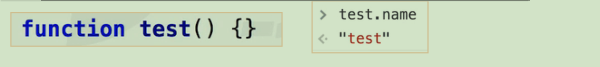 function test() {}
> test.name
<· "test"